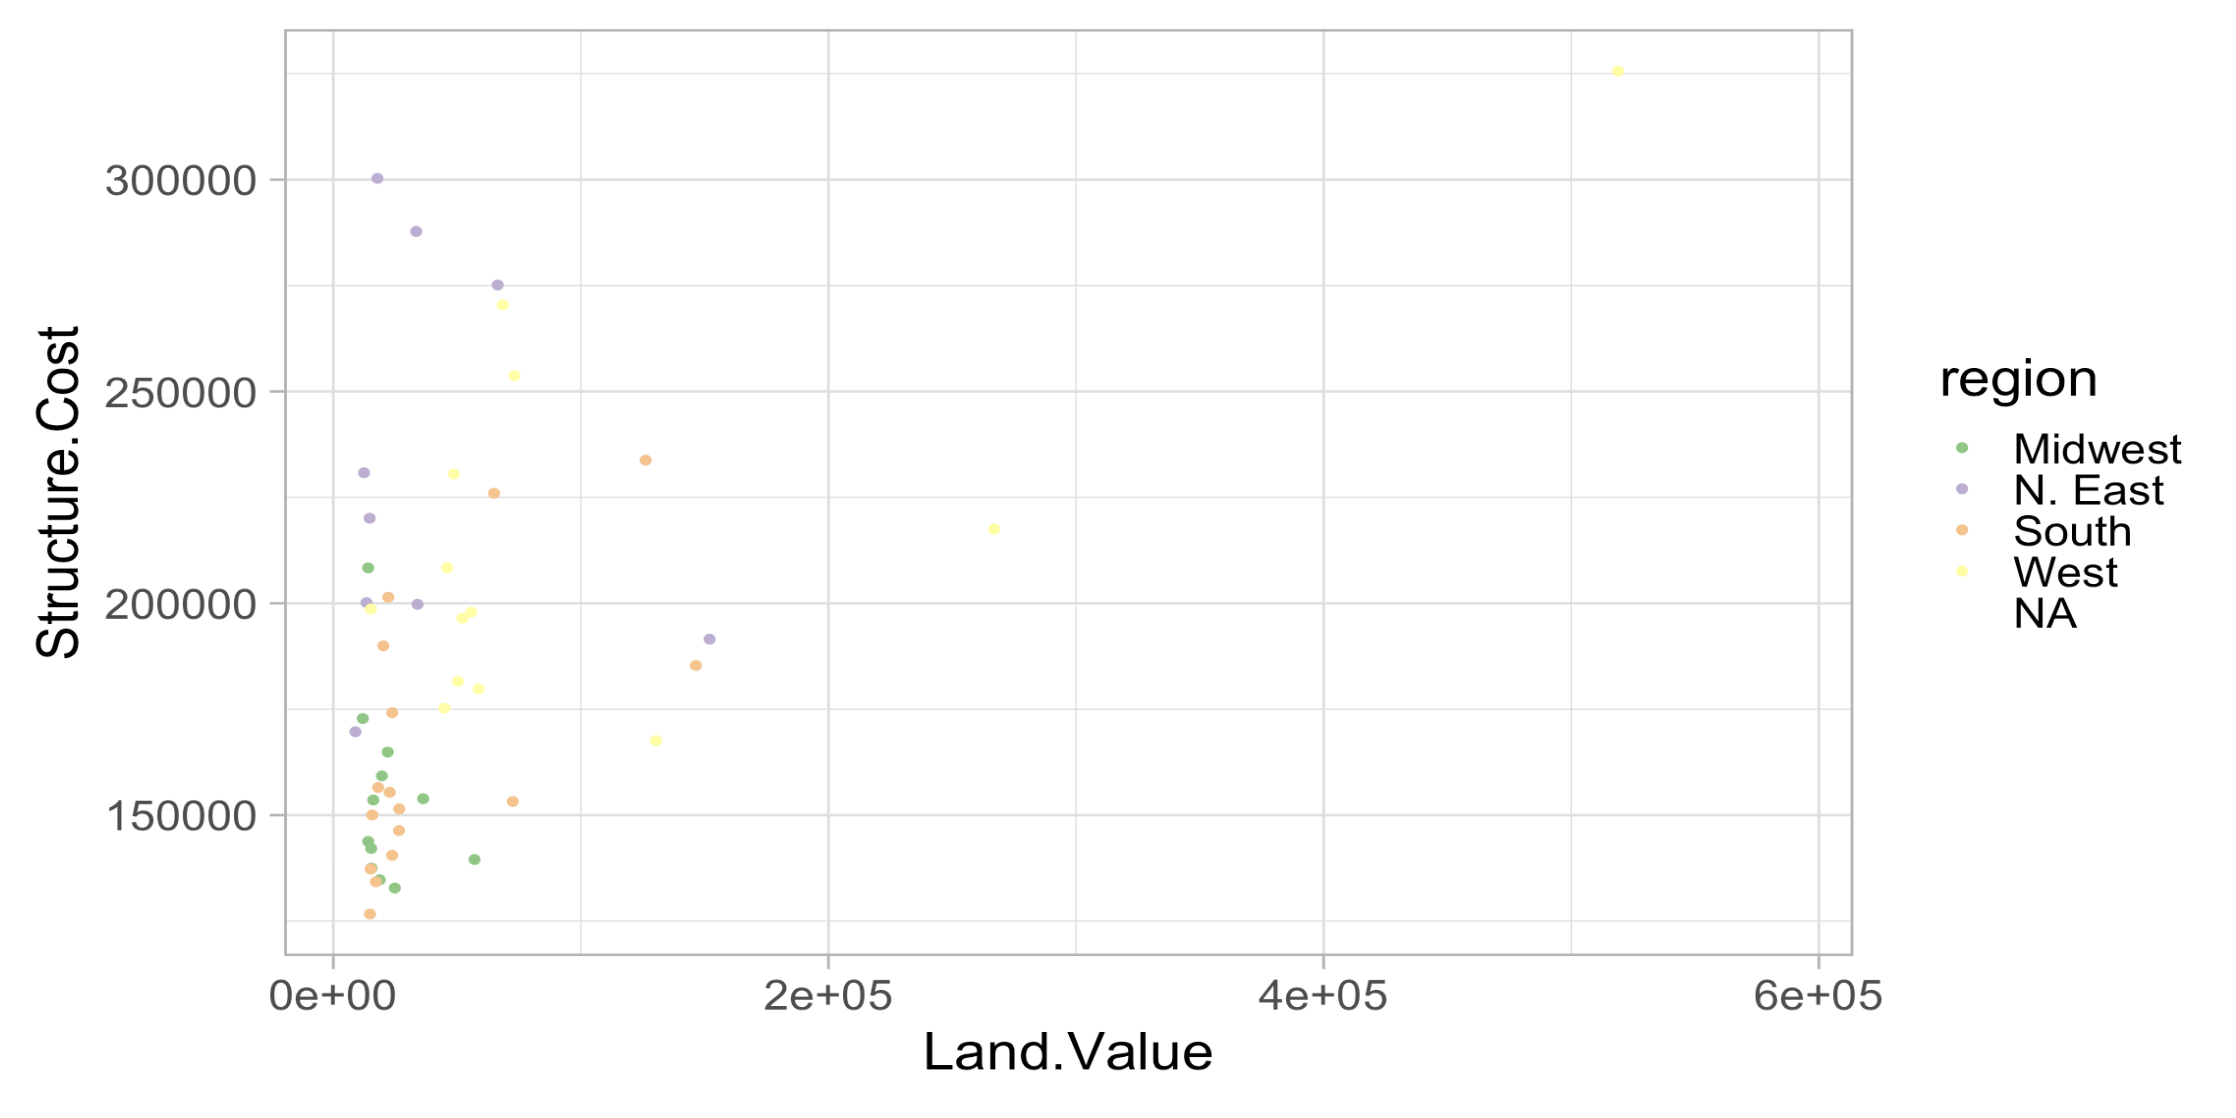 300000
250000
200000
150000
Structure.Cost
0e+00 2e+05 4e+05 6e+05
Land.Value
region
Midwest
N. East
South
West
NA